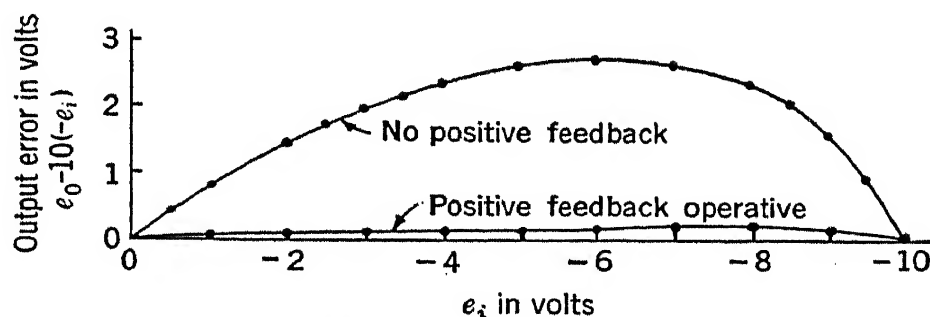 Output error in volts
e₀-10(-eᵢ)
3
2
1
0
No positive feedback
Positive feedback operative
0
-2
-4
-6
-8
-10
eᵢ in volts